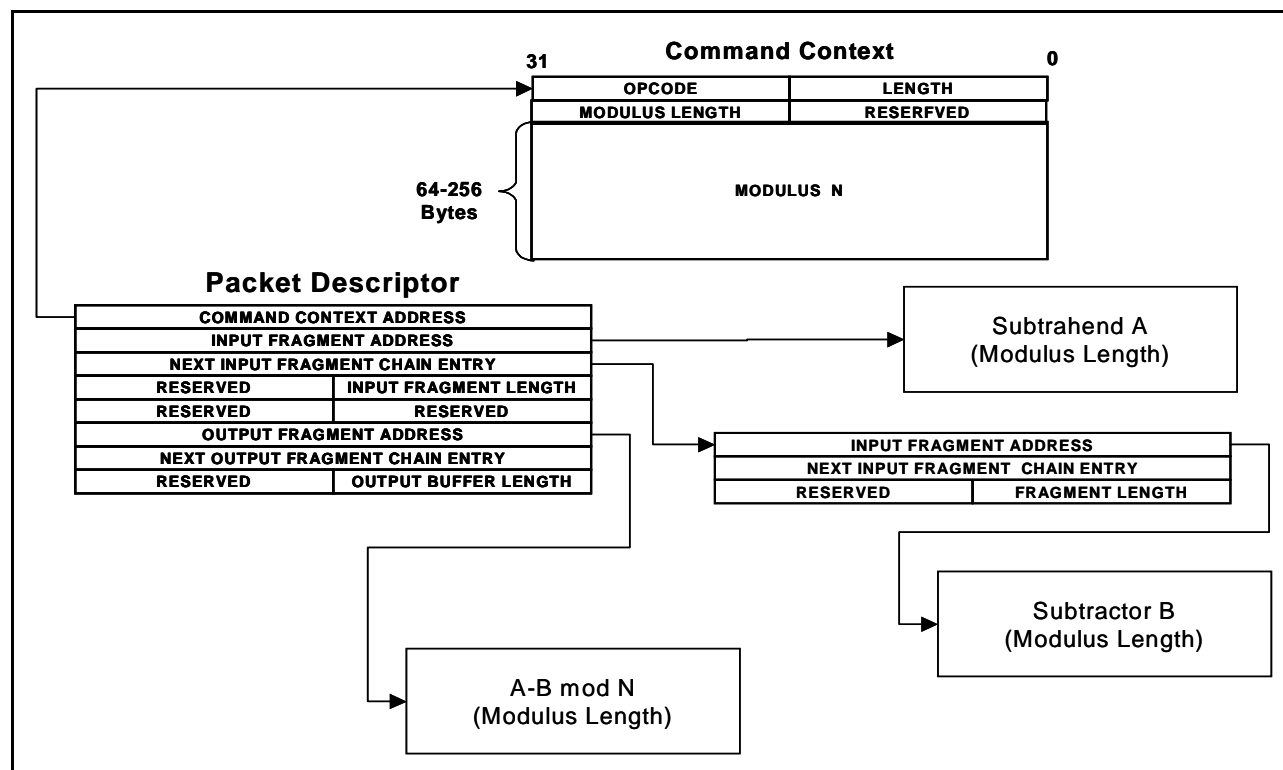 Command Context
31 0
OPCODE LENGTH
MODULUS LENGTH RESERFVED
64-256
Bytes
MODULUS N
Packet Descriptor
COMMAND CONTEXT ADDRESS
INPUT FRAGMENT ADDRESS
NEXT INPUT FRAGMENT CHAIN ENTRY
RESERVED INPUT FRAGMENT LENGTH
RESERVED RESERVED
OUTPUT FRAGMENT ADDRESS
NEXT OUTPUT FRAGMENT CHAIN ENTRY
RESERVED OUTPUT BUFFER LENGTH
Subtrahend A
(Modulus Length)
INPUT FRAGMENT ADDRESS
NEXT INPUT FRAGMENT CHAIN ENTRY
RESERVED FRAGMENT LENGTH
Subtractor B
(Modulus Length)
A-B mod N
(Modulus Length)